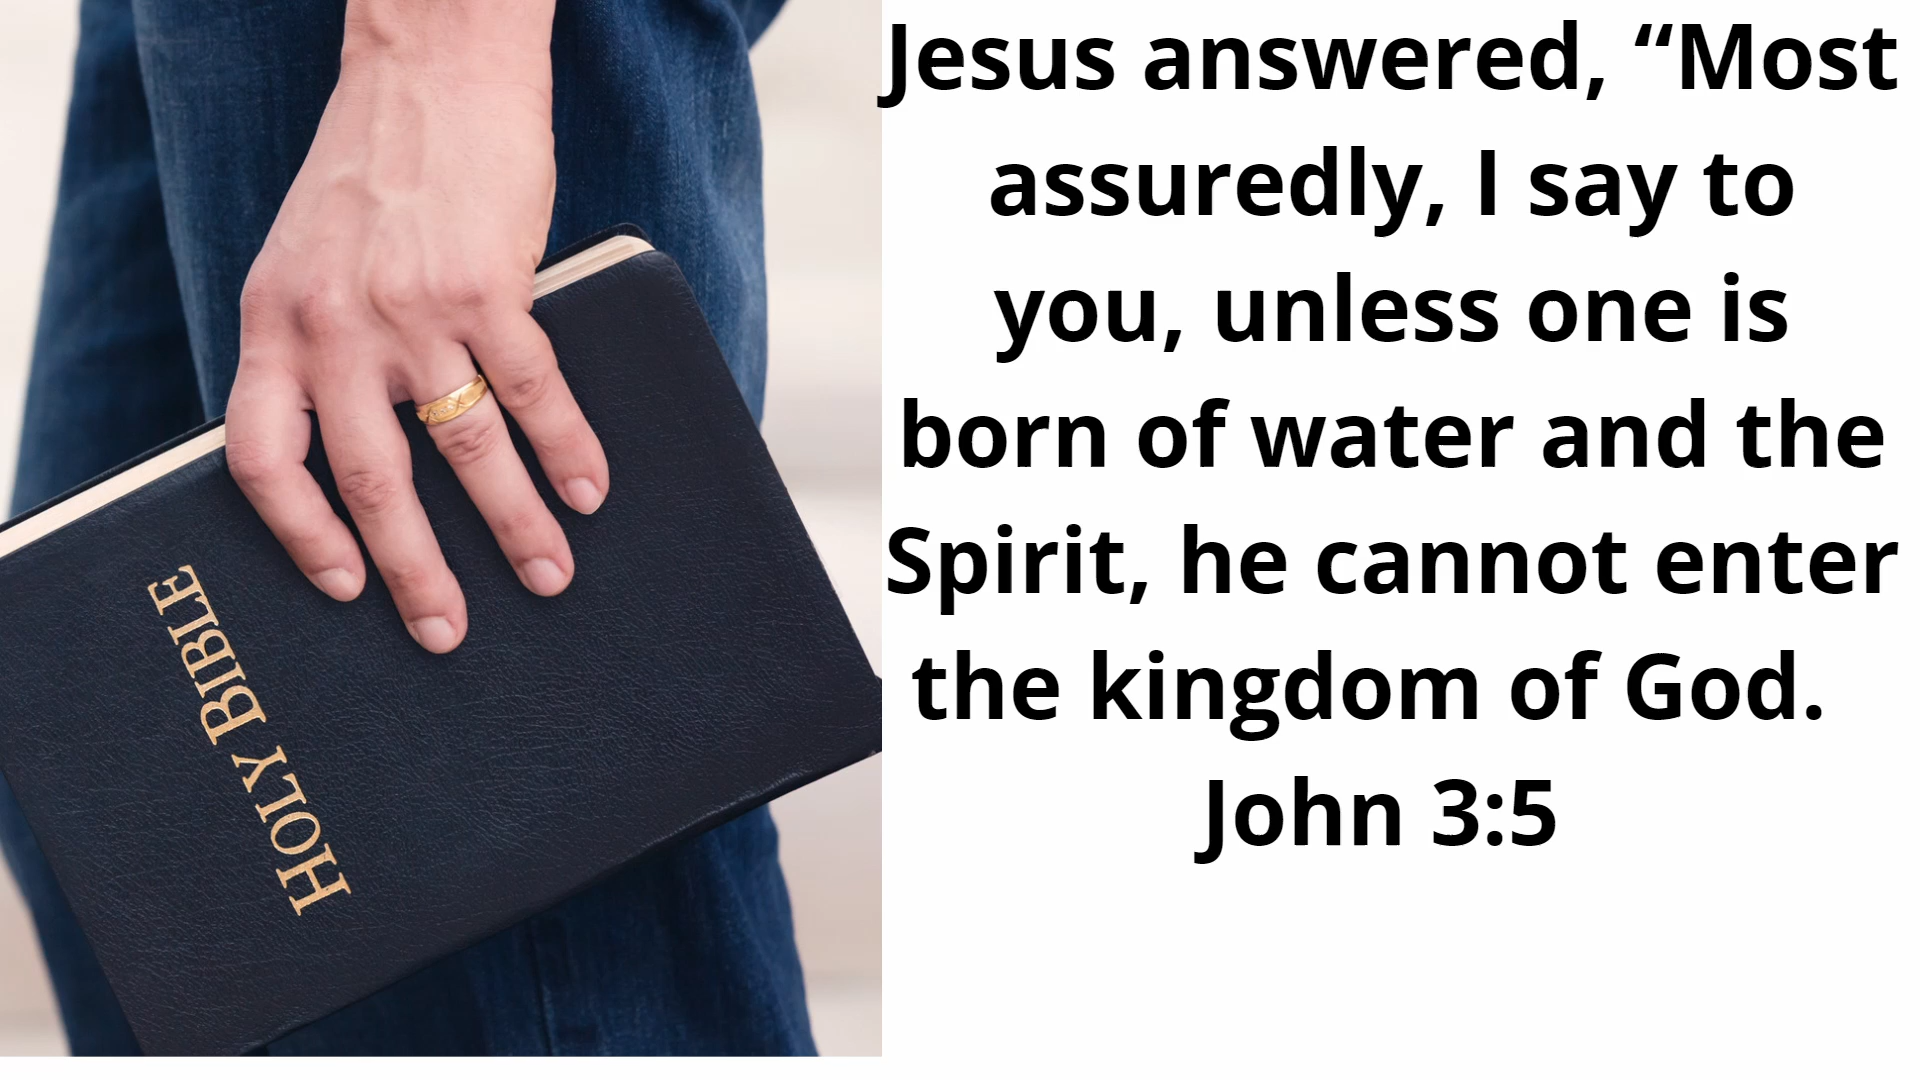 HOLY BIBLE
Jesus answered, “Most
assuredly, I say to
you, unless one is
born of water and the
Spirit, he cannot enter
the kingdom of God.
John 3:5